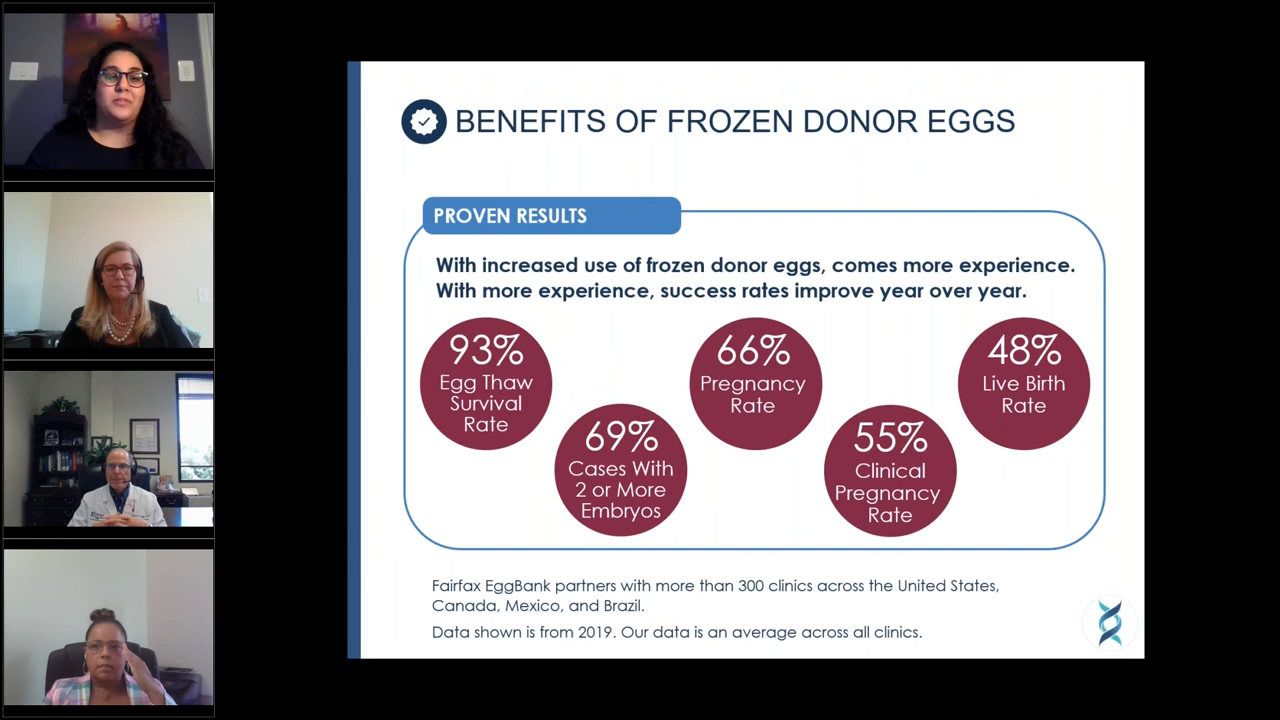 BENEFITS OF FROZEN DONOR EGGS
PROVEN RESULTS
With increased use of frozen donor eggs, comes more experience.
With more experience, success rates improve year over year.
93%
Egg Thaw
Survival
Rate
69%
Cases With
2 or More
Embryos
66%
Pregnancy
Rate
55%
Clinical
Pregnancy
Rate
48%
Live Birth
Rate
Fairfax EggBank partners with more than 300 clinics across the United States,
Canada, Mexico, and Brazil.
Data shown is from 2019. Our data is an average across all clinics.